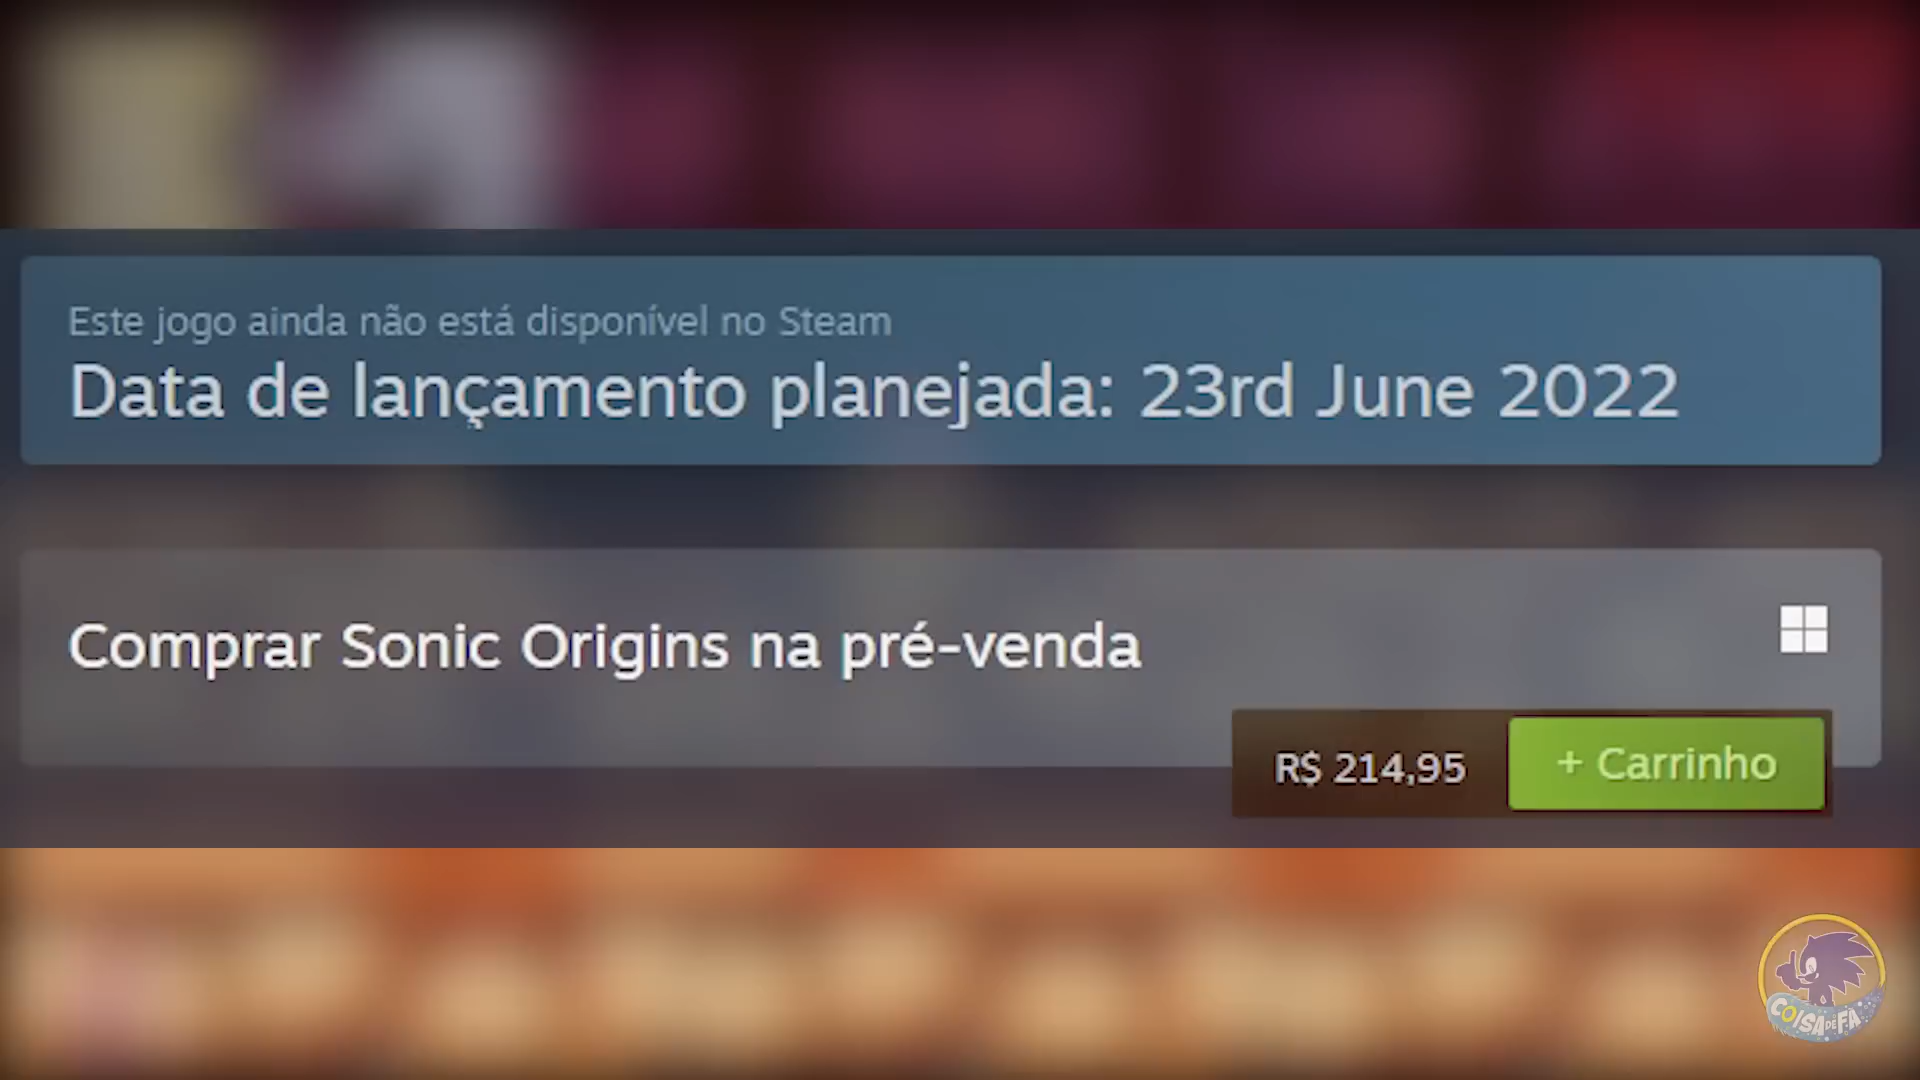 Este jogo ainda não está disponível no Steam
Data de lançamento planejada: 23rd June 2022
Comprar Sonic Origins na pré-venda
R$ 214,95
+ Carrinho
COISA DE FÃ